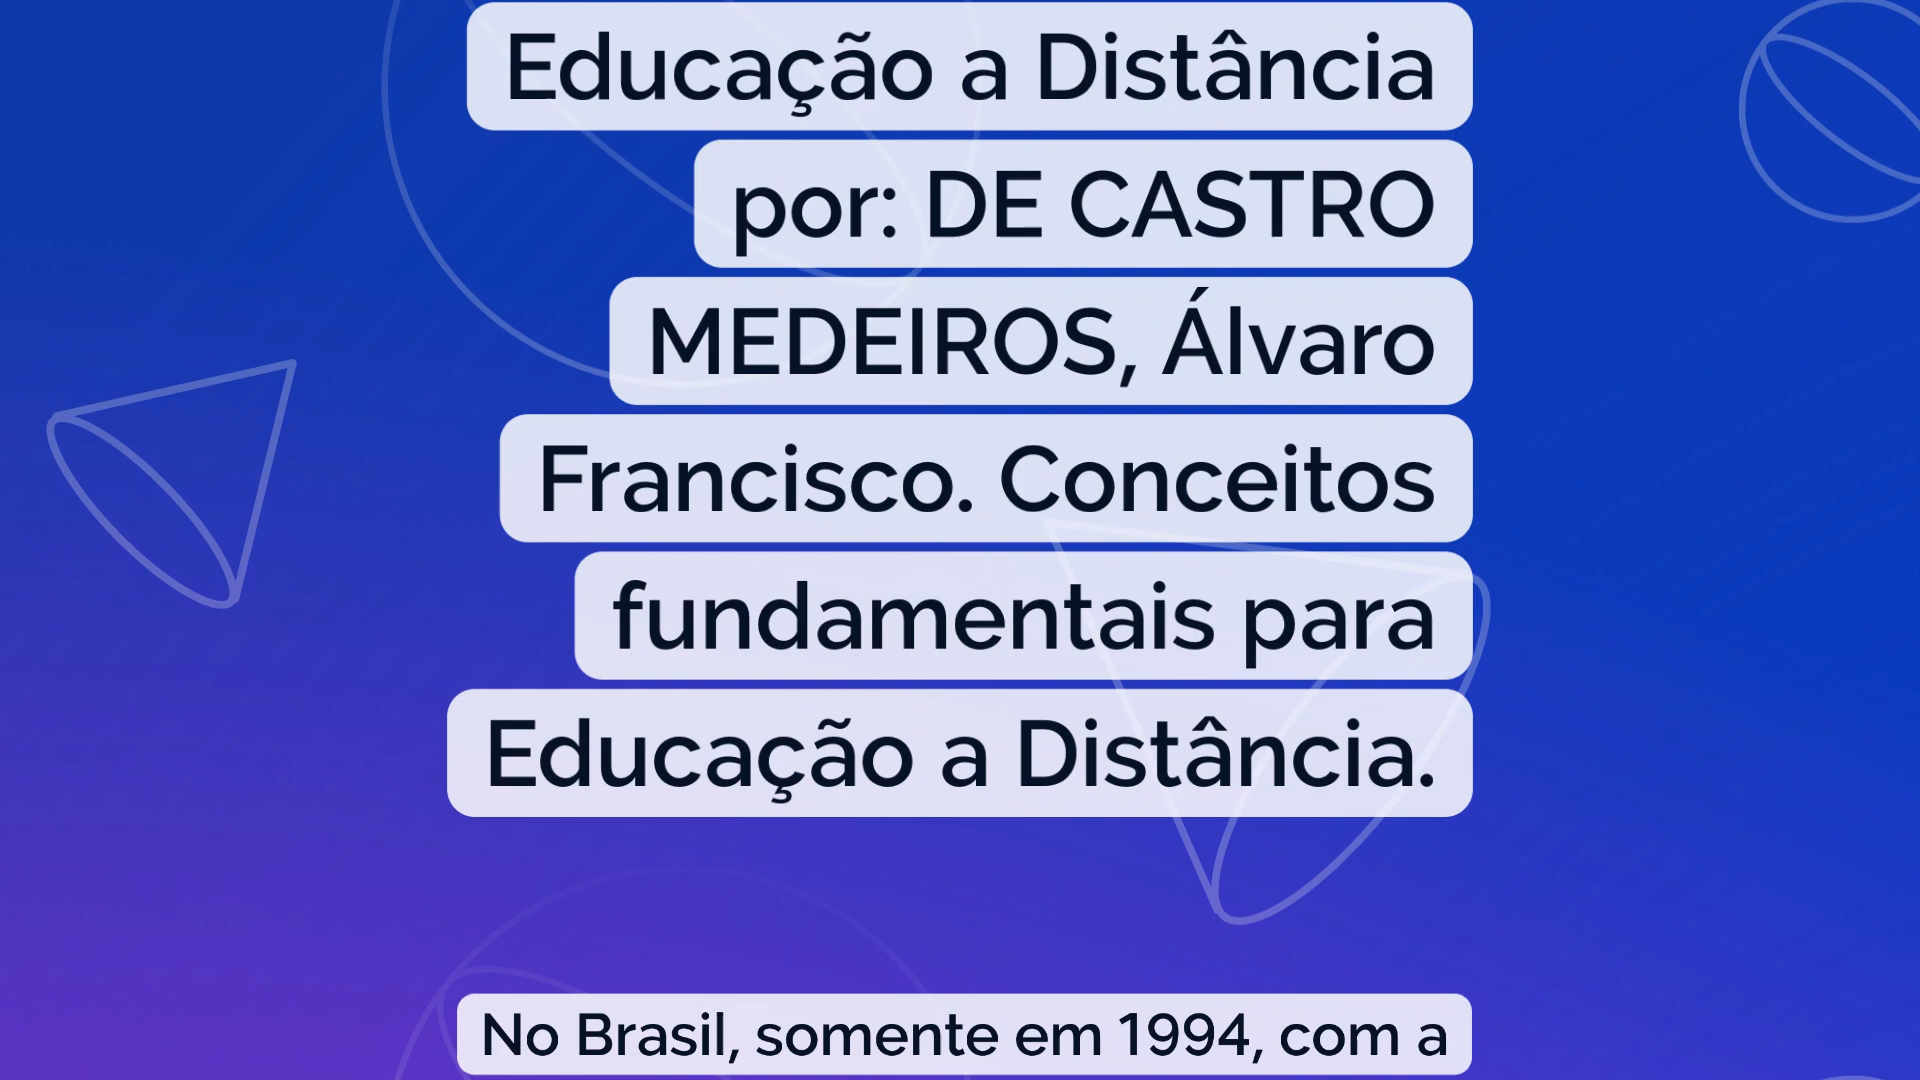 Educação a Distância
por: DE CASTRO
MEDEIROS, Álvaro
Francisco. Conceitos
fundamentais para
Educação a Distância.
No Brasil, somente em 1994, com a